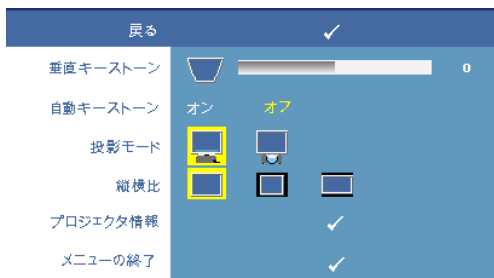 戻る
垂直キーストーン 0
自動キーストーン オン オフ
投影モード
縦横比
プロジェクタ情報
メニューの終了